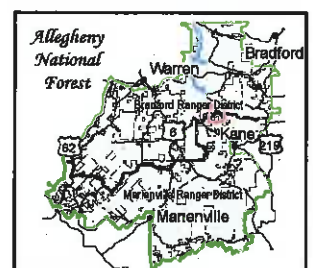 Allegheny
National
Forest
Bradford
Warren
Bradford Ranger District
6
Kane
62
219
Marienville Ranger District
Marienville